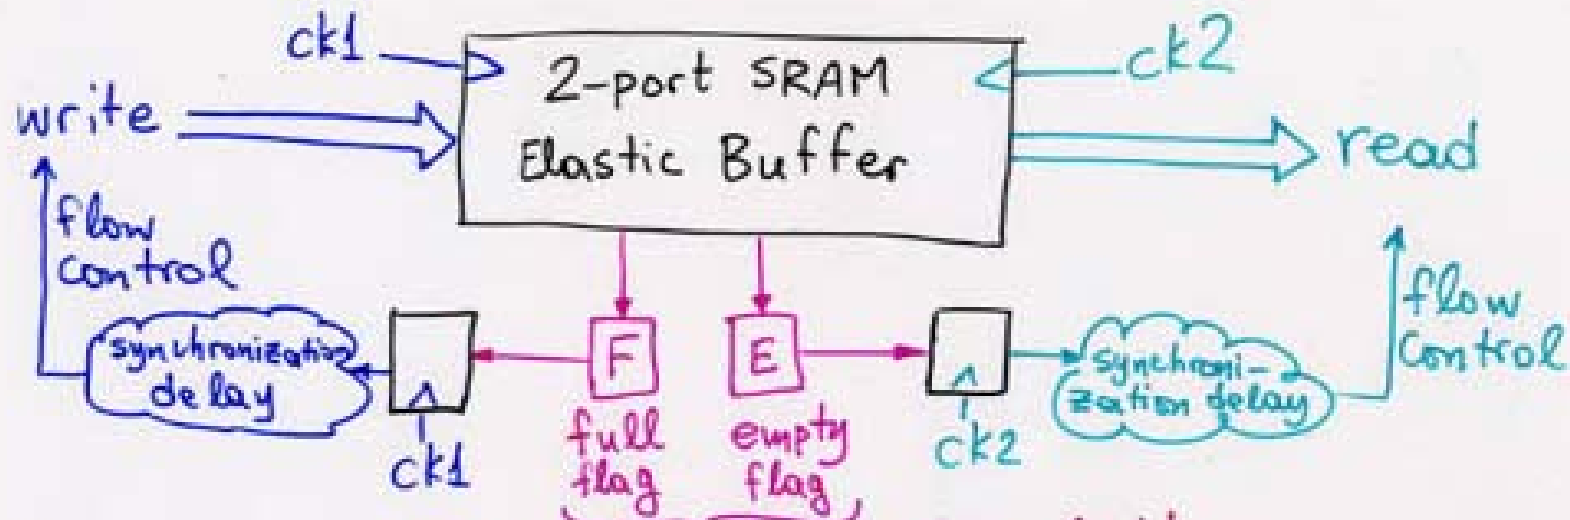 ck1
2-port SRAM
Elastic Buffer
ck2
write
read
flow
control
flow
control
synchronization
delay
F
E
synchroni-
zation delay
ck1
full
flag
empty
flag
ck2